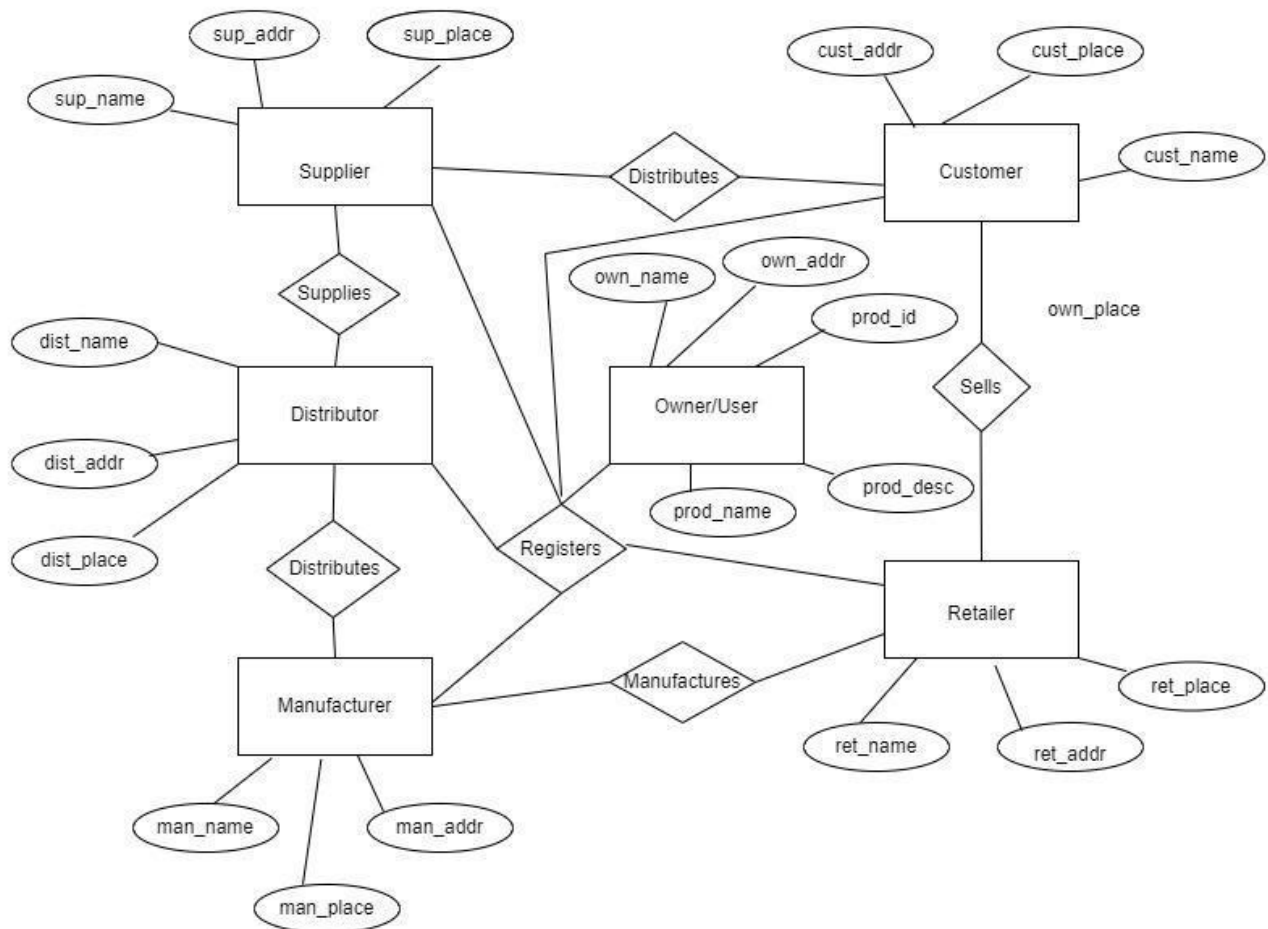 sup_addr
sup_place
cust_addr
cust_place
sup_name
cust_name
Supplier
Distributes
Customer
own_name
own_addr
Supplies
own_place
prod_id
dist_name
Sells
Distributor
Owner/User
dist_addr
prod_desc
prod_name
dist_place
Distributes
Registers
Retailer
Manufacturer
Manufactures
ret_place
ret_name
ret_addr
man_name
man_addr
man_place